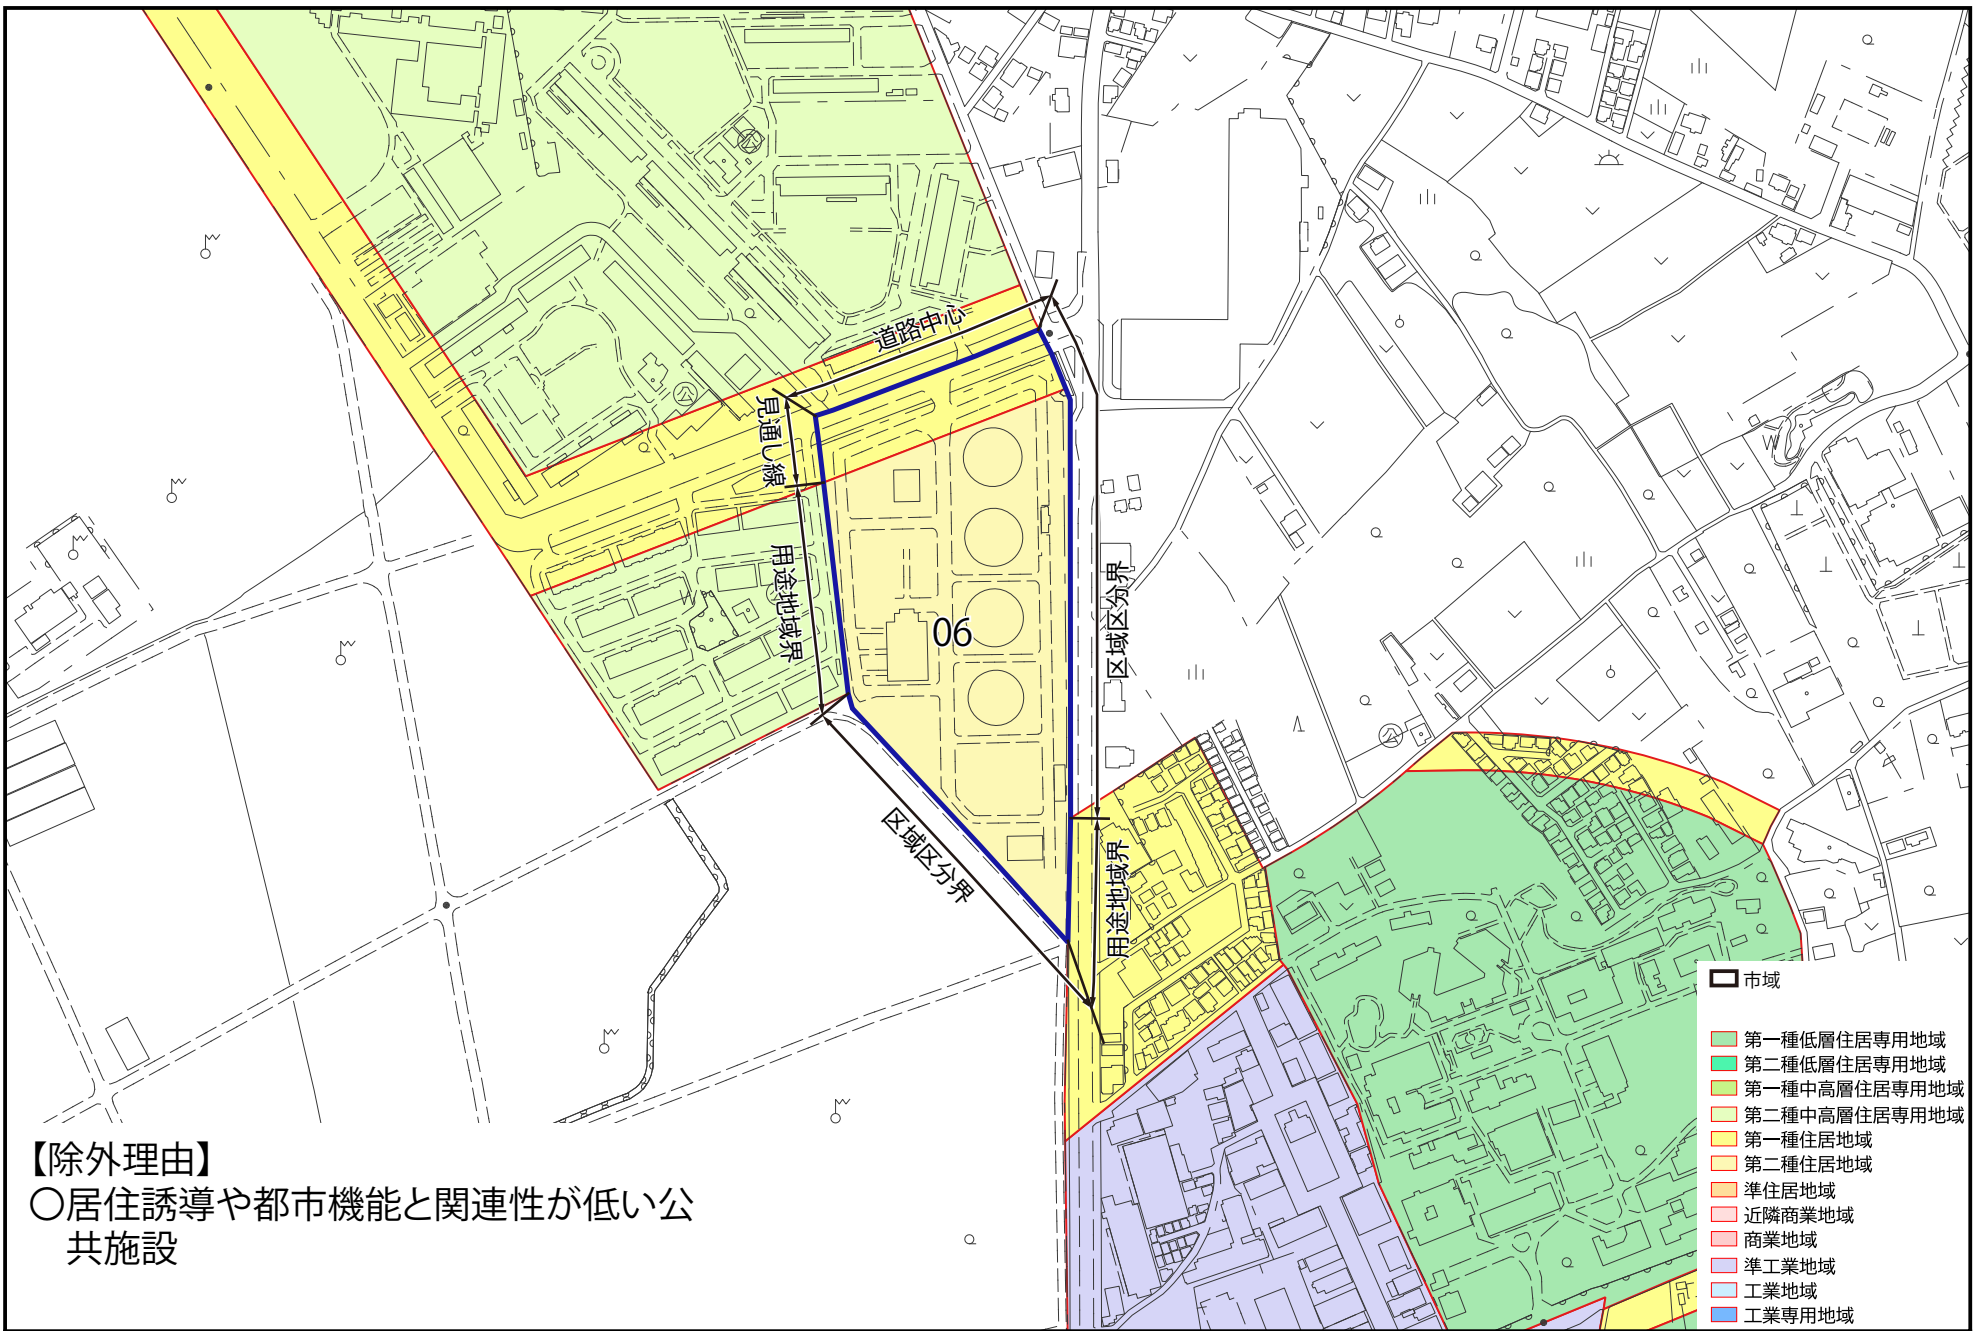 道路中心
見通し線
用途地域界
06
区域区分界
区域区分界
用途地域界
市域
第一種低層住居専用地域
第二種低層住居専用地域
第一種中高層住居専用地域
第二種中高層住居専用地域
第一種住居地域
第二種住居地域
準住居地域
近隣商業地域
商業地域
準工業地域
工業地域
工業専用地域
【除外理由】
〇居住誘導や都市機能と関連性が低い公
共施設